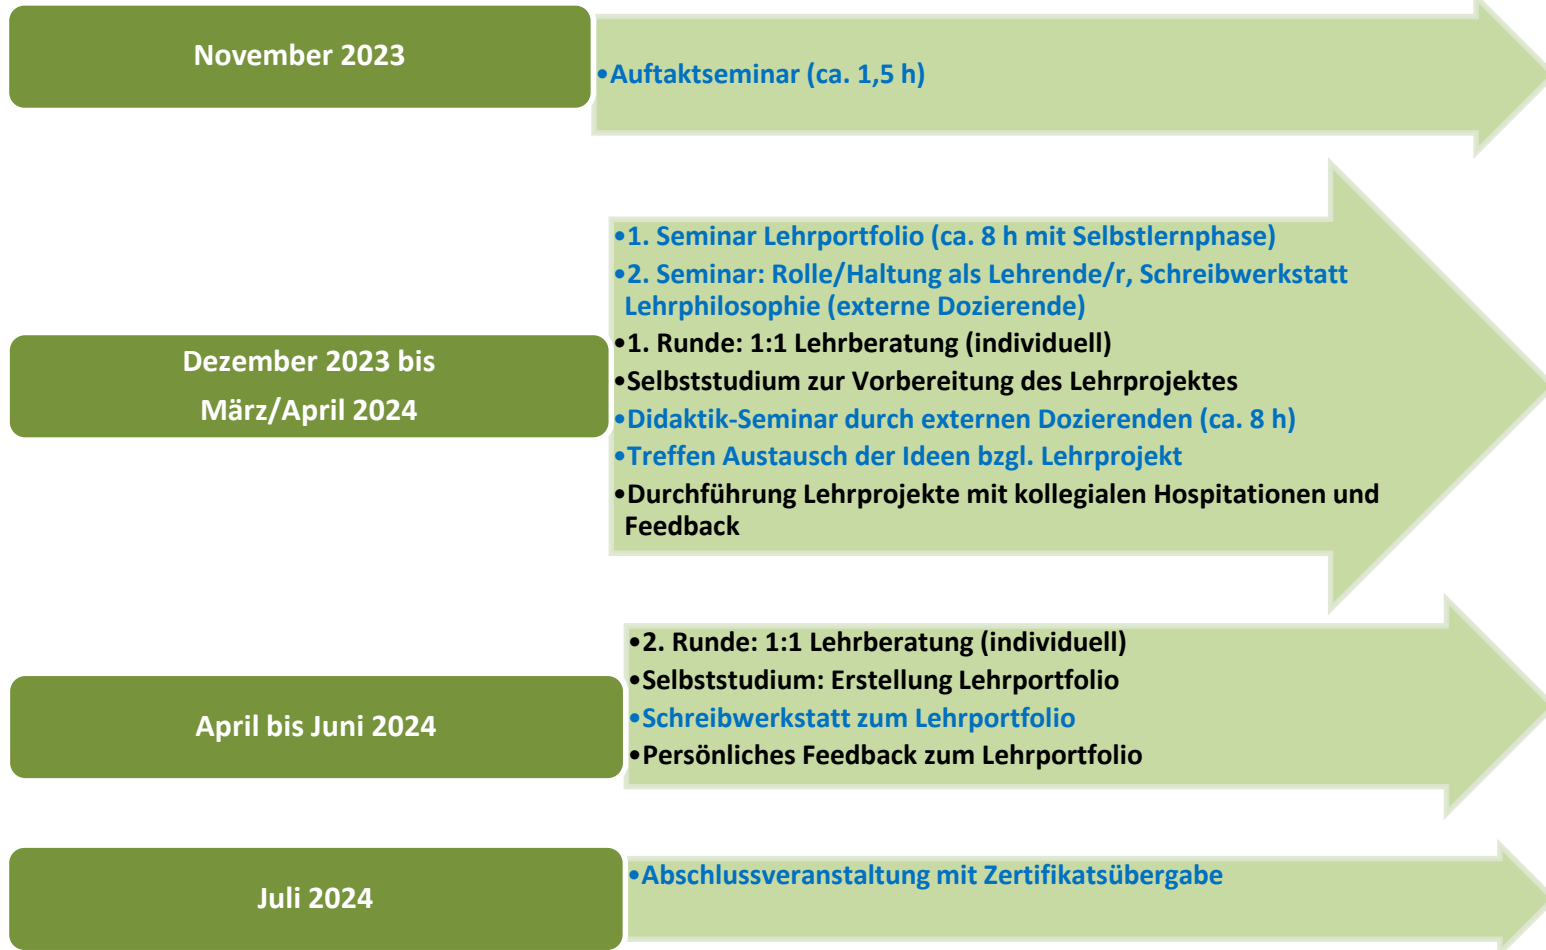 November 2023
•Auftaktseminar (ca. 1,5 h)
Dezember 2023 bis
März/April 2024
•1. Seminar Lehrportfolio (ca. 8 h mit Selbstlernphase)
•2. Seminar: Rolle/Haltung als Lehrende/r, Schreibwerkstatt
Lehrphilosophie (externe Dozierende)
•1. Runde: 1:1 Lehrberatung (individuell)
•Selbststudium zur Vorbereitung des Lehrprojektes
•Didaktik-Seminar durch externen Dozierenden (ca. 8 h)
•Treffen Austausch der Ideen bzgl. Lehrprojekt
•Durchführung Lehrprojekte mit kollegialen Hospitationen und
Feedback
April bis Juni 2024
•2. Runde: 1:1 Lehrberatung (individuell)
•Selbststudium: Erstellung Lehrportfolio
•Schreibwerkstatt zum Lehrportfolio
•Persönliches Feedback zum Lehrportfolio
Juli 2024
•Abschlussveranstaltung mit Zertifikatsübergabe